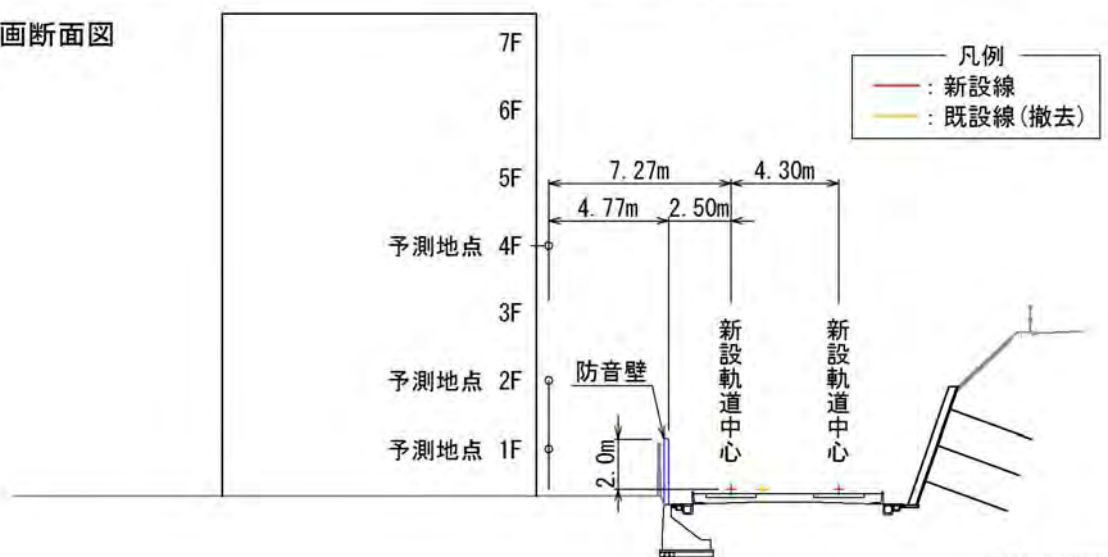 画断面図
凡例
: 新設線
: 既設線(撤去)
7F
6F
5F
予測地点 4F
3F
予測地点 2F
予測地点 1F
7.27m
4.30m
4.77m
2.50m
防音壁
2.0m
新設軌道中心
新設軌道中心